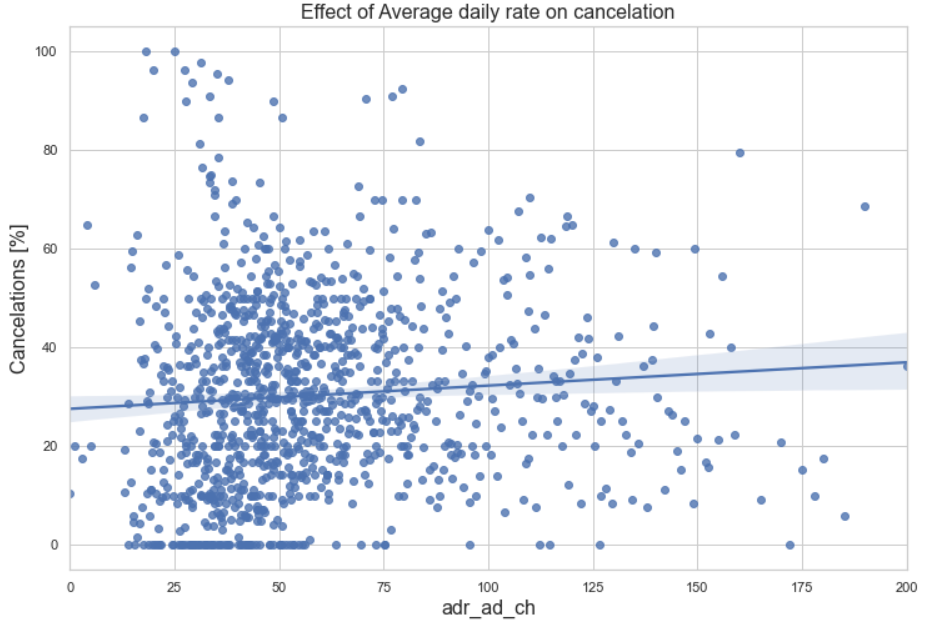 Effect of Average daily rate on cancelation
100
80
60
40
20
0
Cancelations [%]
0 25 50 75 100 125 150 175 200
adr_ad_ch